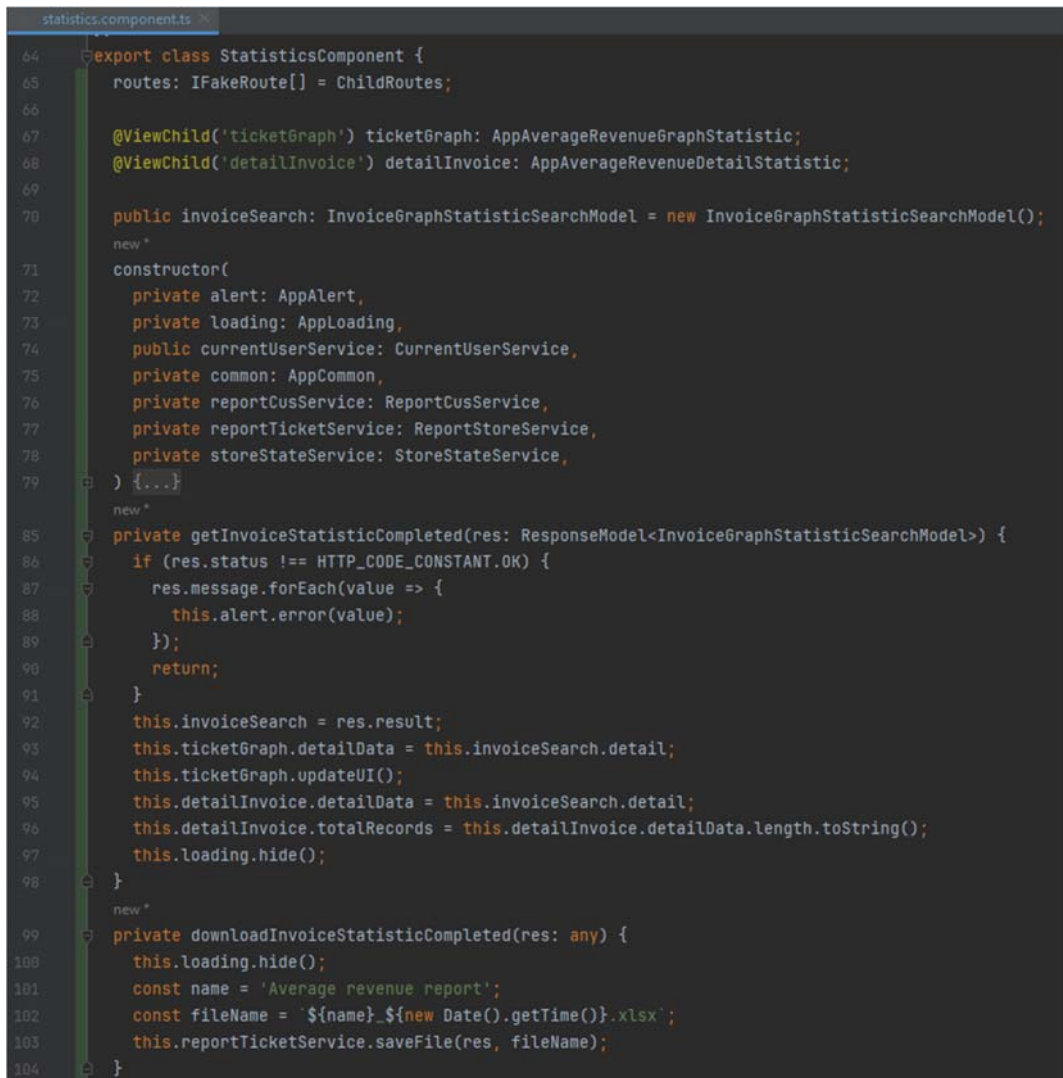 statistics.component.ts
64 export class StatisticsComponent {
65 routes: IFakeRoute[] = ChildRoutes;
66
67 @ViewChild('ticketGraph') ticketGraph: AppAverageRevenueGraphStatistic;
68 @ViewChild('detailInvoice') detailInvoice: AppAverageRevenueDetailStatistic;
69
70 public invoiceSearch: InvoiceGraphStatisticSearchModel = new InvoiceGraphStatisticSearchModel();
new *
71 constructor(
72 private alert: AppAlert,
73 private loading: AppLoading,
74 public currentUserService: CurrentUserService,
75 private common: AppCommon,
76 private reportCusService: ReportCusService,
77 private reportTicketService: ReportStoreService,
78 private storeStateService: StoreStateService,
79 ) {...}
new *
85 private getInvoiceStatisticCompleted(res: ResponseModel<InvoiceGraphStatisticSearchModel>) {
86 if (res.status !== HTTP_CODE_CONSTANT.OK) {
87 res.message.forEach(value => {
88 this.alert.error(value);
89 });
90 return;
91 }
92 this.invoiceSearch = res.result;
93 this.ticketGraph.detailData = this.invoiceSearch.detail;
94 this.ticketGraph.updateUI();
95 this.detailInvoice.detailData = this.invoiceSearch.detail;
96 this.detailInvoice.totalRecords = this.detailInvoice.detailData.length.toString();
97 this.loading.hide();
98 }
new *
99 private downloadInvoiceStatisticCompleted(res: any) {
100 this.loading.hide();
101 const name = 'Average revenue report';
102 const fileName = `${name}_${new Date().getTime()}.xlsx`;
103 this.reportTicketService.saveFile(res, fileName);
104 }